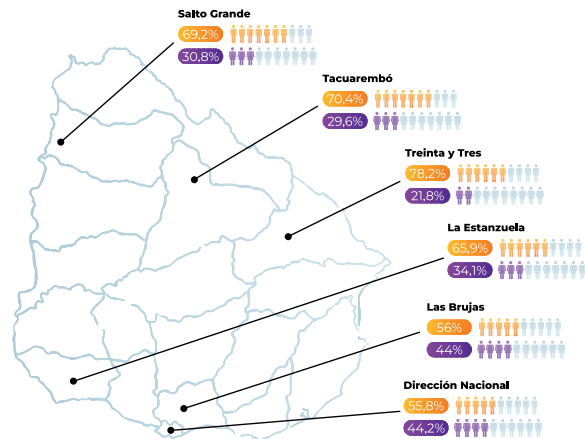 Salto Grande
69,2%
30,8%
Tacuarembó
70,4%
29,6%
Treinta y Tres
78,2%
21,8%
La Estanzuela
65,9%
34,1%
Las Brujas
56%
44%
Dirección Nacional
55,8%
44,2%